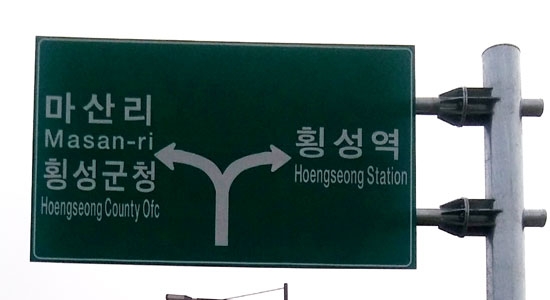 마산리
Masan-ri
횡성군청
Hoengseong County Ofc
횡성역
Hoengseong Station